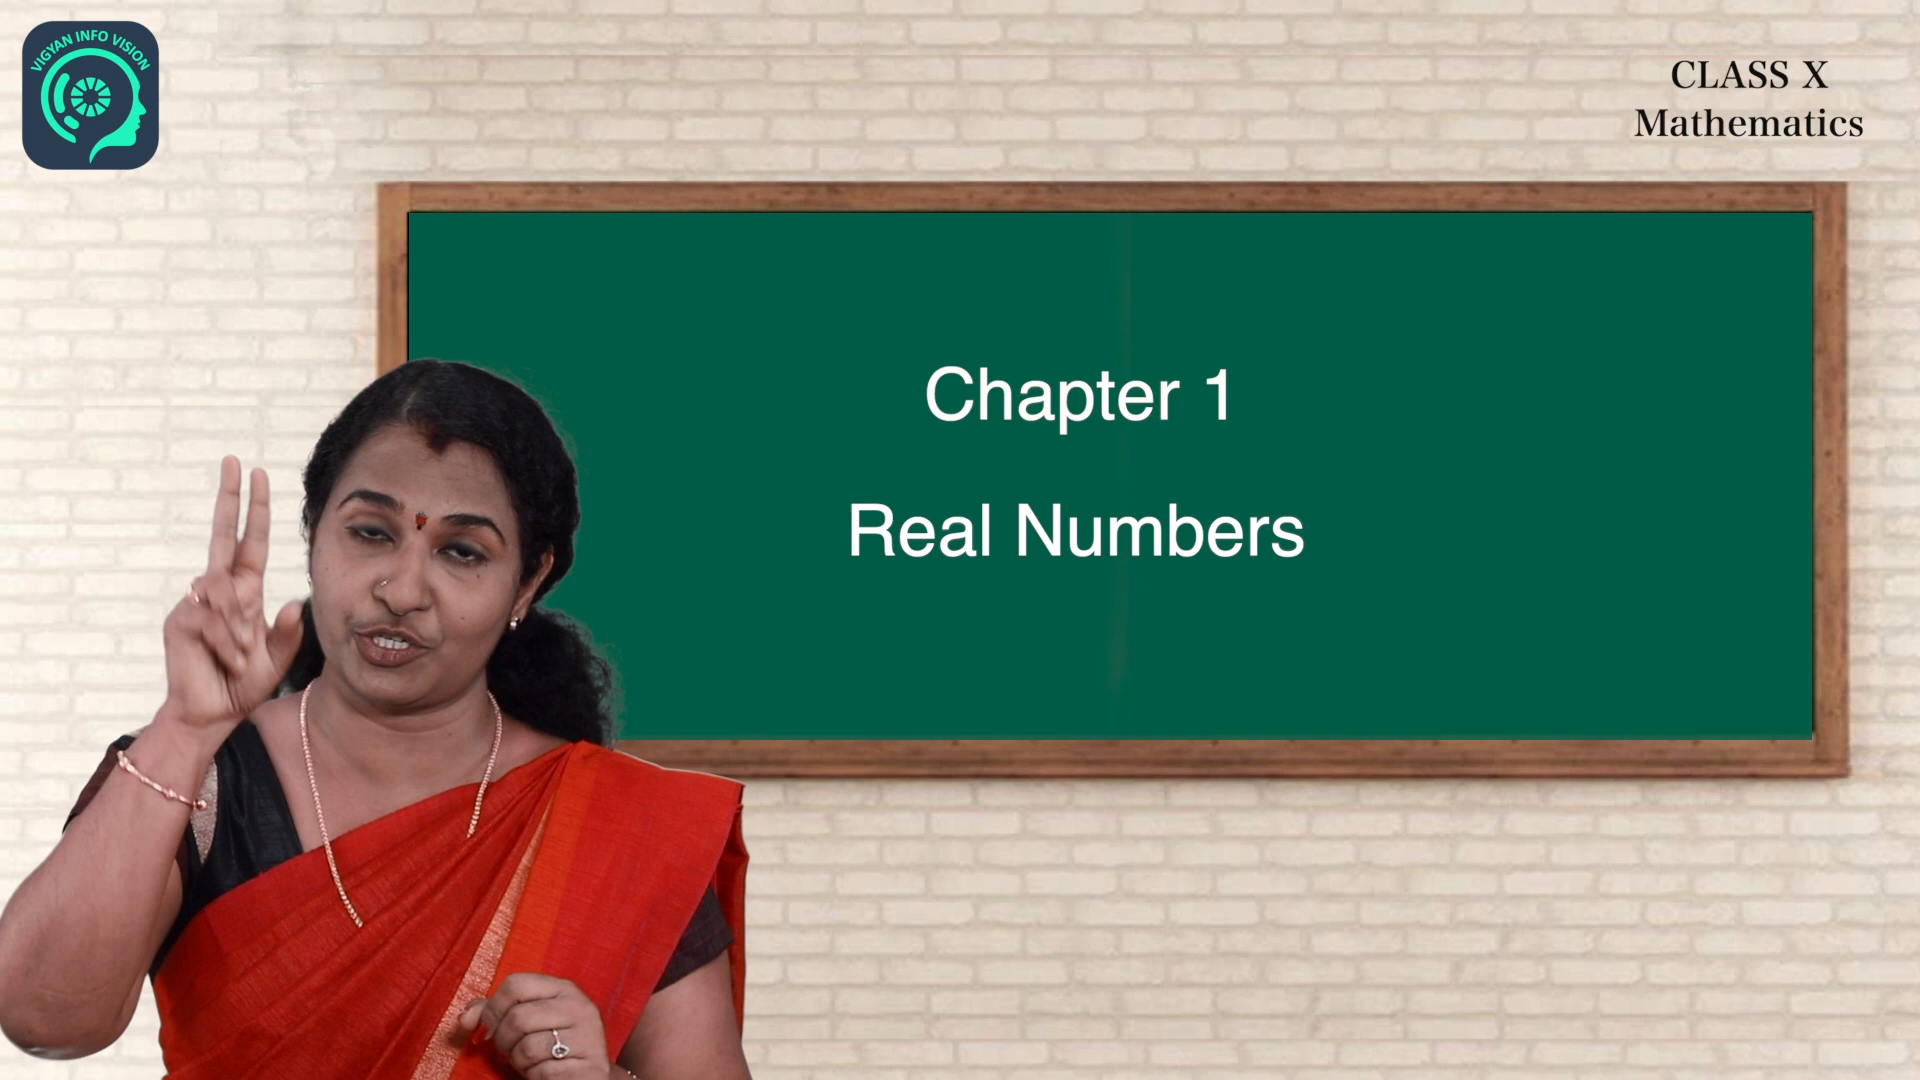 VIGYAN INFO VISION
CLASS X
Mathematics
Chapter 1
Real Numbers